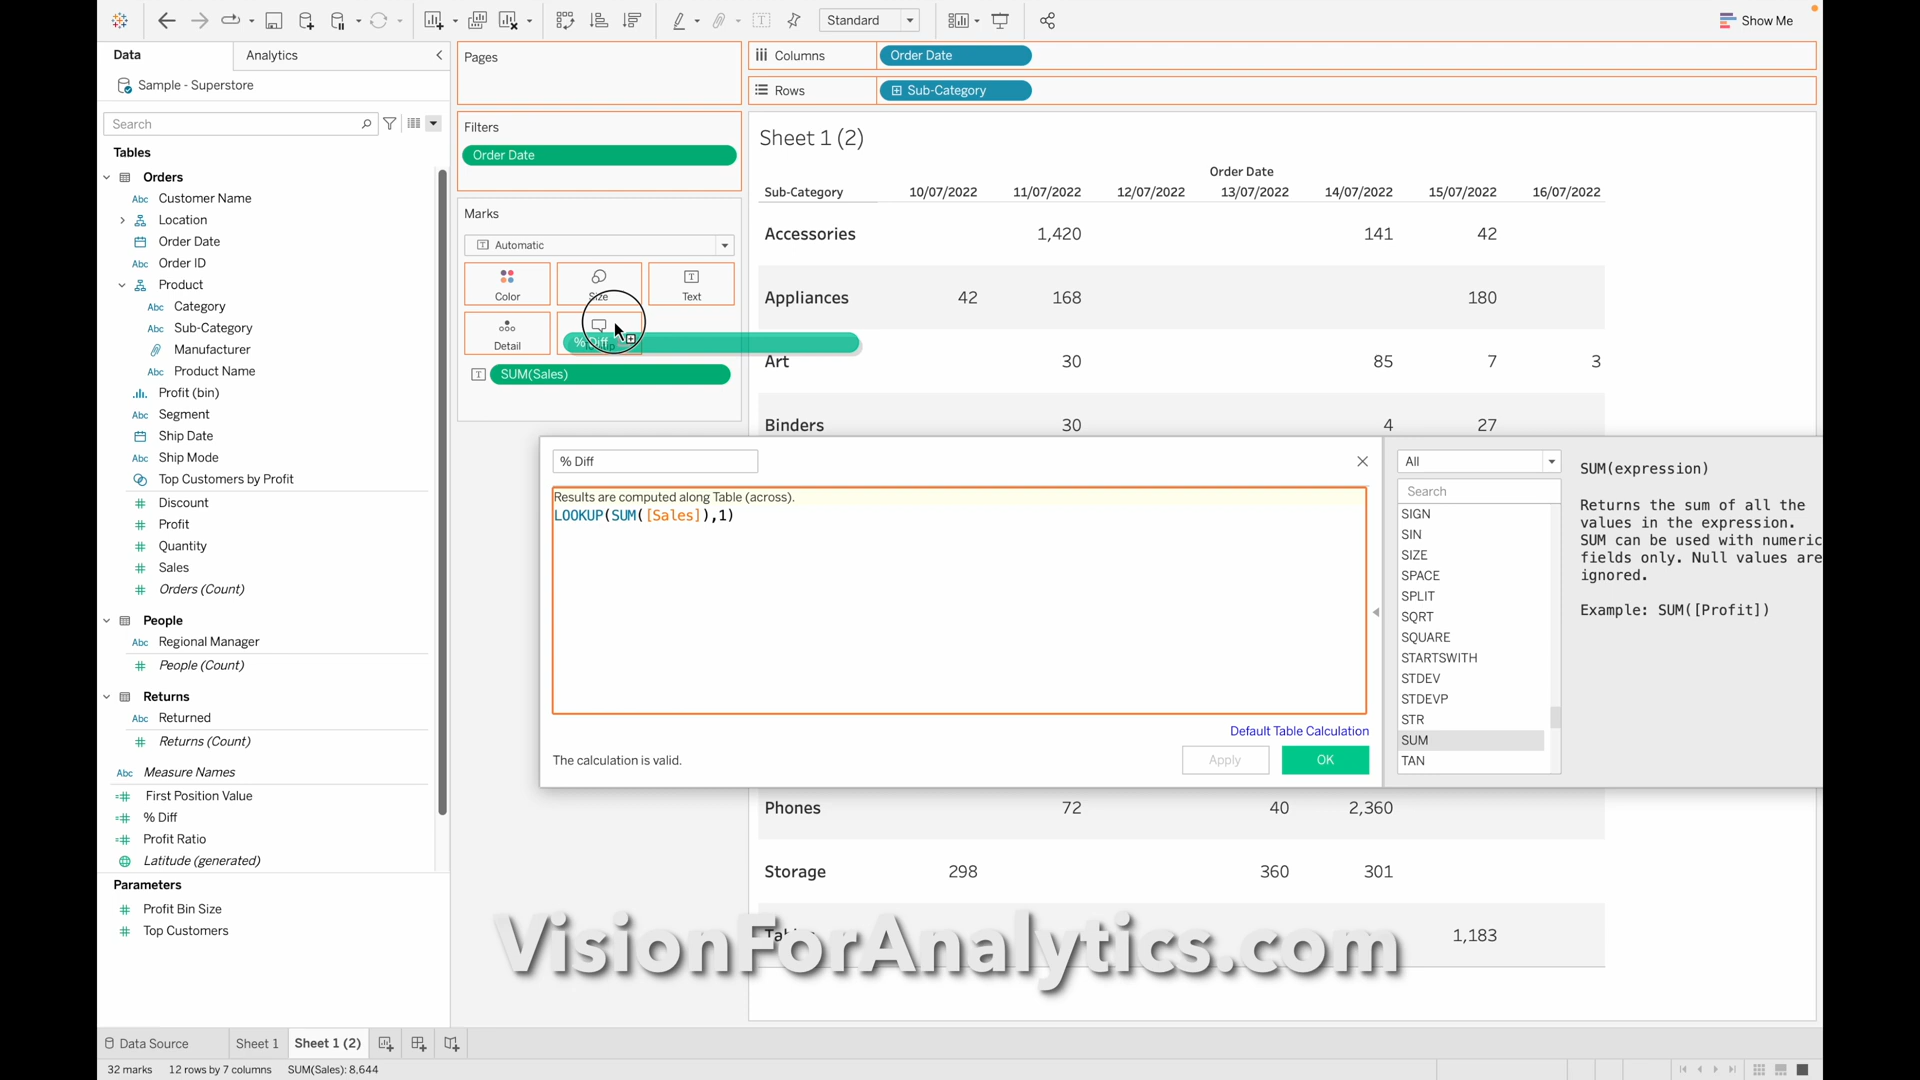 Standard
Show Me
Data
Analytics
Pages
Columns
Order Date
Sample - Superstore
Rows
Sub-Category
Search
Filters
Order Date
Sheet 1 (2)
Tables
Orders
Customer Name
Location
Order Date
Order ID
Product
Category
Sub-Category
Manufacturer
Product Name
Profit (bin)
Segment
Ship Date
Ship Mode
Top Customers by Profit
Discount
Profit
Quantity
Sales
Orders (Count)
People
Regional Manager
People (Count)
Returns
Returned
Returns (Count)
Measure Names
First Position Value
% Diff
Profit Ratio
Latitude (generated)
Parameters
Profit Bin Size
Top Customers
Marks
Automatic
Color
Size
Text
Detail
% Diff
SUM(Sales)
Order Date
Sub-Category 10/07/2022 11/07/2022 12/07/2022 13/07/2022 14/07/2022 15/07/2022 16/07/2022
Accessories 1,420 141 42
Appliances 42 168 180
Art 30 85 7 3
Binders 30 4 27
% Diff
Results are computed along Table (across).
LOOKUP(SUM([Sales]),1)
Default Table Calculation
The calculation is valid.
Apply
OK
All
Search
SIGN
SIN
SIZE
SPACE
SPLIT
SQRT
SQUARE
STARTSWITH
STDEV
STDEVP
STR
SUM
TAN
SUM(expression)
Returns the sum of all the
values in the expression.
SUM can be used with numeric
fields only. Null values are
ignored.
Example: SUM([Profit])
Phones 72 40 2,360
Storage 298 360 301
1,183
VisionForAnalytics.com
Data Source
Sheet 1
Sheet 1 (2)
32 marks
12 rows by 7 columns
SUM(Sales): 8,644